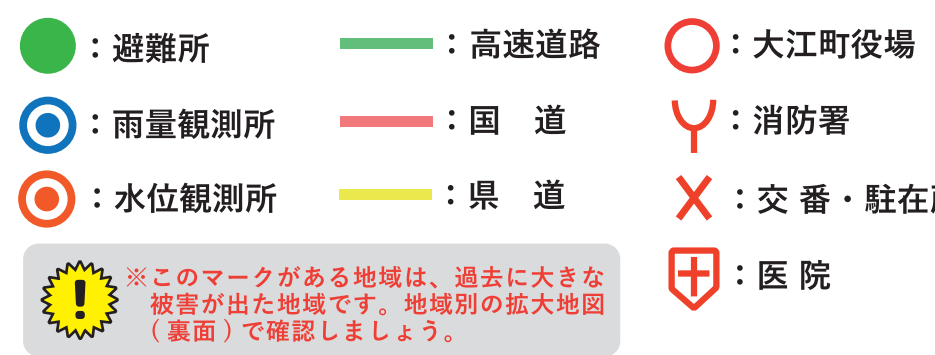 ：避難所
：雨量観測所
：水位観測所
：高速道路
：国　道
：県　道
：大江町役場
：消防署
：交 番・駐在
：医 院
※このマークがある地域は、過去に大きな
被害が出た地域です。地域別の拡大地図
(裏面)で確認しましょう。